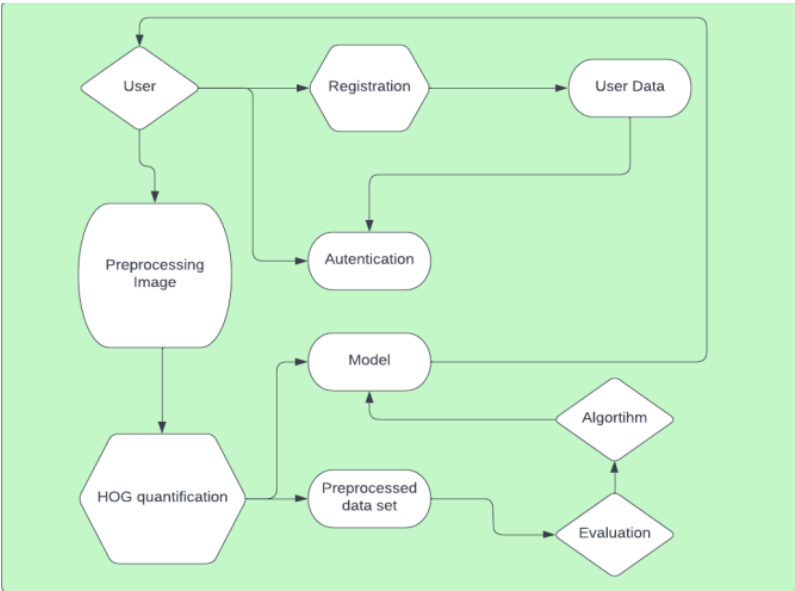 User
Registration
User Data
Preprocessing
Image
Autentication
Model
Algortihm
HOG quantification
Preprocessed
data set
Evaluation